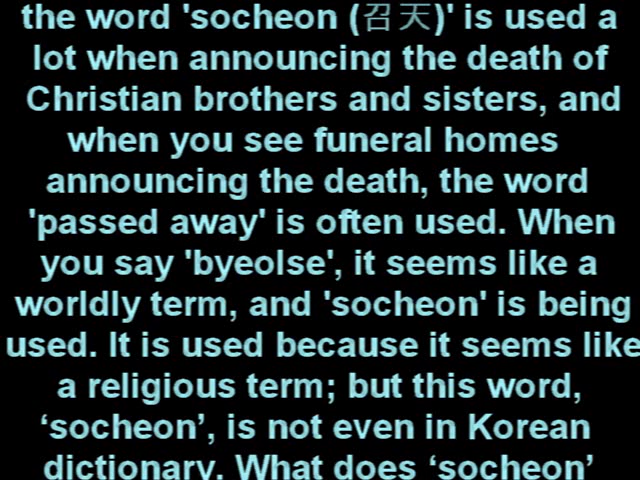 the word 'socheon (召天)' is used a
lot when announcing the death of
Christian brothers and sisters, and
when you see funeral homes
announcing the death, the word
'passed away' is often used. When
you say 'byeolse', it seems like a
worldly term, and 'socheon' is being
used. It is used because it seems like
a religious term; but this word,
‘socheon’, is not even in Korean
dictionary. What does ‘socheon’